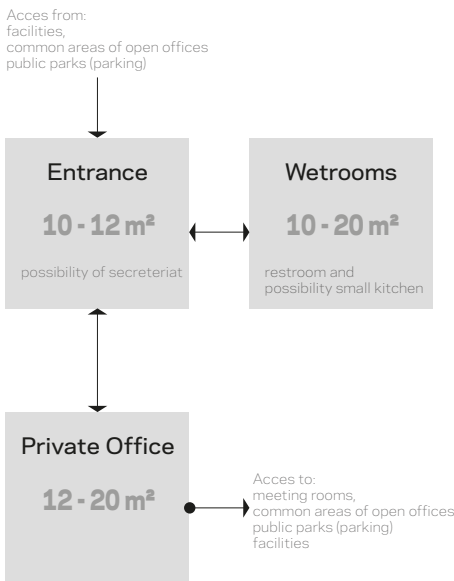 Acces from:
facilities,
common areas of open offices
public parks (parking)
Entrance
10 - 12 m²
possibility of secreteriat
Wetrooms
10 - 20 m²
restroom and
possibility small kitchen
Private Office
12 - 20 m²
Acces to:
meeting rooms,
common areas of open offices
public parks (parking)
facilities